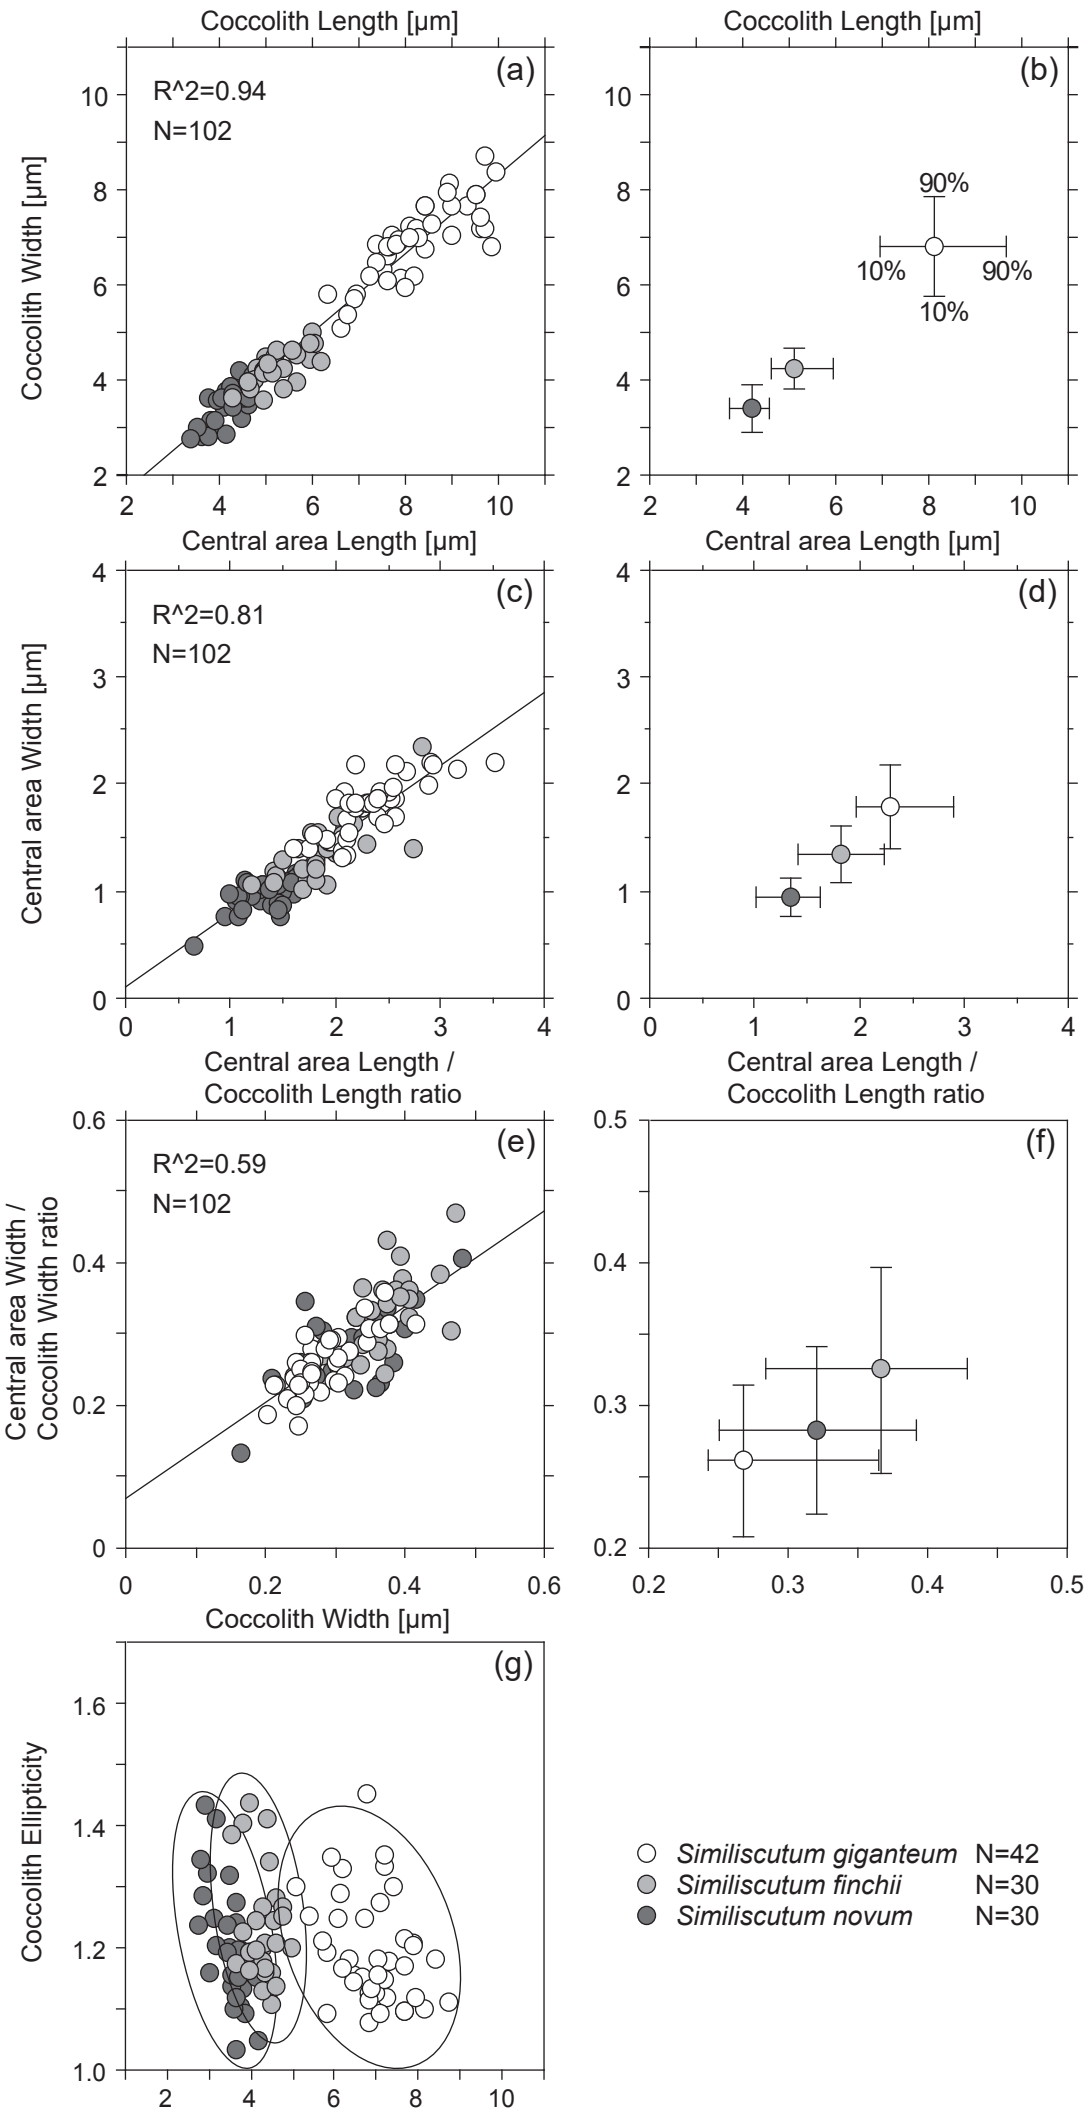 Coccolith Length [µm]
Coccolith Length [µm]
(a)
R^2=0.94
N=102
Coccolith Width [µm]
10
8
6
4
2
2 4 6 8 10
(b)
90%
10% 90%
10%
10
8
6
4
2
2 4 6 8 10
Central area Length [µm]
Central area Length [µm]
(c)
R^2=0.81
N=102
Central area Width [µm]
4
3
2
1
0
0 1 2 3 4
(d)
4
3
2
1
0
0 1 2 3 4
Central area Length /
Coccolith Length ratio
Central area Length /
Coccolith Length ratio
(e)
R^2=0.59
N=102
Central area Width /
Coccolith Width ratio
0.6
0.4
0.2
0
0 0.2 0.4 0.6
(f)
0.5
0.4
0.3
0.2
0.2 0.3 0.4 0.5
Coccolith Width [µm]
(g)
Coccolith Ellipticity
1.6
1.4
1.2
1.0
2 4 6 8 10
Similiscutum giganteum N=42
Similiscutum finchii N=30
Similiscutum novum N=30